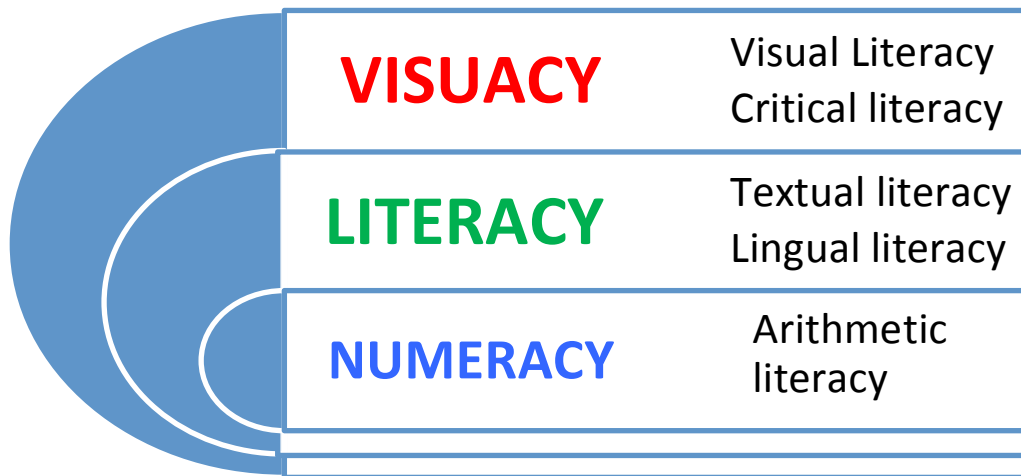 VISUACY
Visual Literacy
Critical literacy
LITERACY
Textual literacy
Lingual literacy
NUMERACY
Arithmetic
literacy